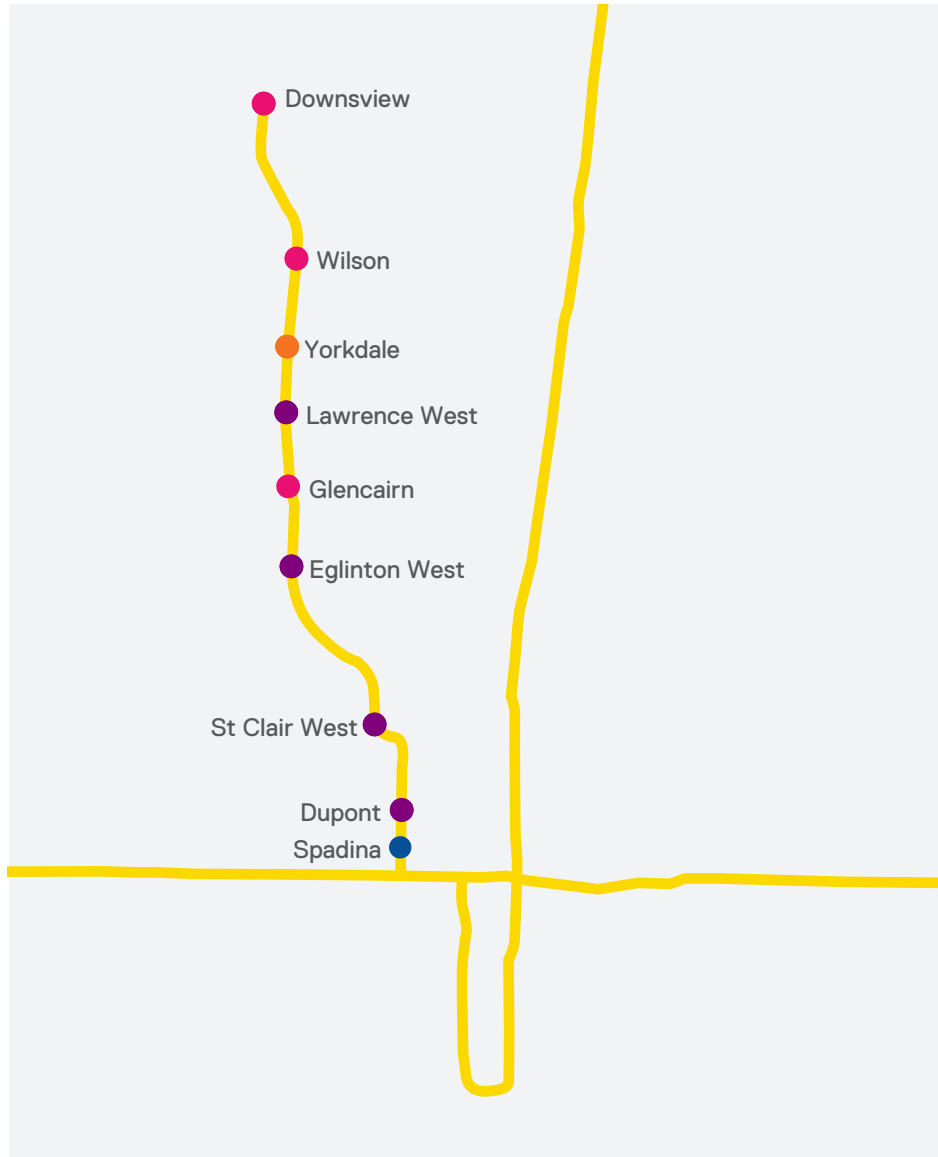 Downsview
Wilson
Yorkdale
Lawrence West
Glencairn
Eglinton West
St Clair West
Dupont
Spadina